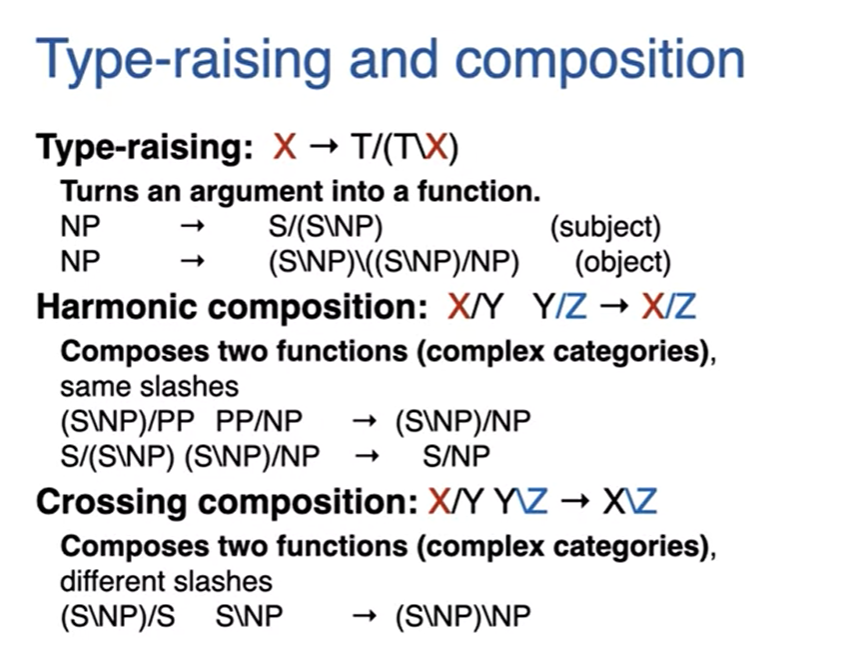 Type-raising and composition
Type-raising: X → T/(T\X)
Turns an argument into a function.
NP → S/(S\NP) (subject)
NP → (S\NP)\((S\NP)/NP) (object)
Harmonic composition: X/Y Y/Z → X/Z
Composes two functions (complex categories),
same slashes
(S\NP)/PP PP/NP → (S\NP)/NP
S/(S\NP) (S\NP)/NP → S/NP
Crossing composition: X/Y Y\Z → X\Z
Composes two functions (complex categories),
different slashes
(S\NP)/S S\NP → (S\NP)\NP